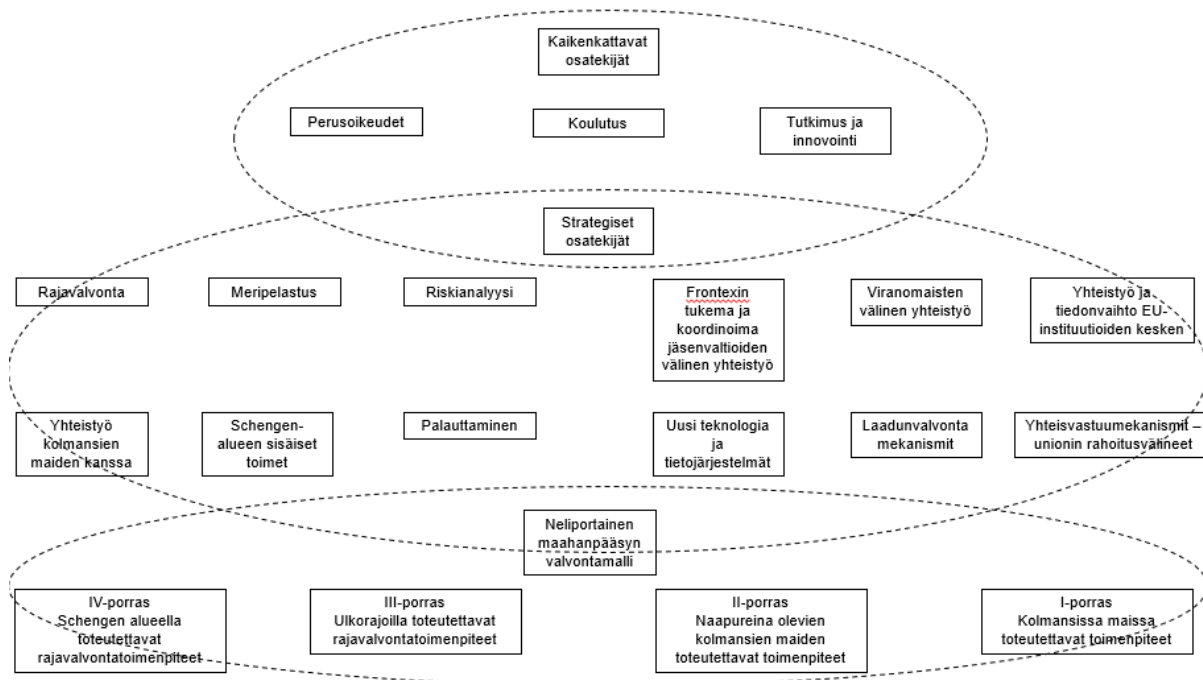 Kaikenkattavat
osatekijät
Perusoikeudet
Koulutus
Tutkimus ja
innovointi
Strategiset
osatekijät
Rajavalvonta
Meripelastus
Riskianalyysi
Frontexin
tukema ja
koordinoima
jäsenvaltioiden
välinen yhteistyö
Viranomaisten
välinen yhteistyö
Yhteistyö ja
tiedonvaihto EU-
instituutioiden kesken
Yhteistyö
kolmansien
maiden kanssa
Schengen-
alueen sisäiset
toimet
Palauttaminen
Uusi teknologia
ja
tietojärjestelmät
Laadunvalvonta
mekanismit
Yhteisvastuumekanismit –
unionin rahoitusvälineet
Neliportainen
maahanpääsyn
valvontamalli
IV-porras
Schengen alueella
toteutettavat
rajavalvontatoimenpiteet
III-porras
Ulkorajoilla toteutettavat
rajavalvontatoimenpiteet
II-porras
Naapureina olevien
kolmansien maiden
toteutettavat toimenpiteet
I-porras
Kolmansissa maissa
toteutettavat toimenpiteet